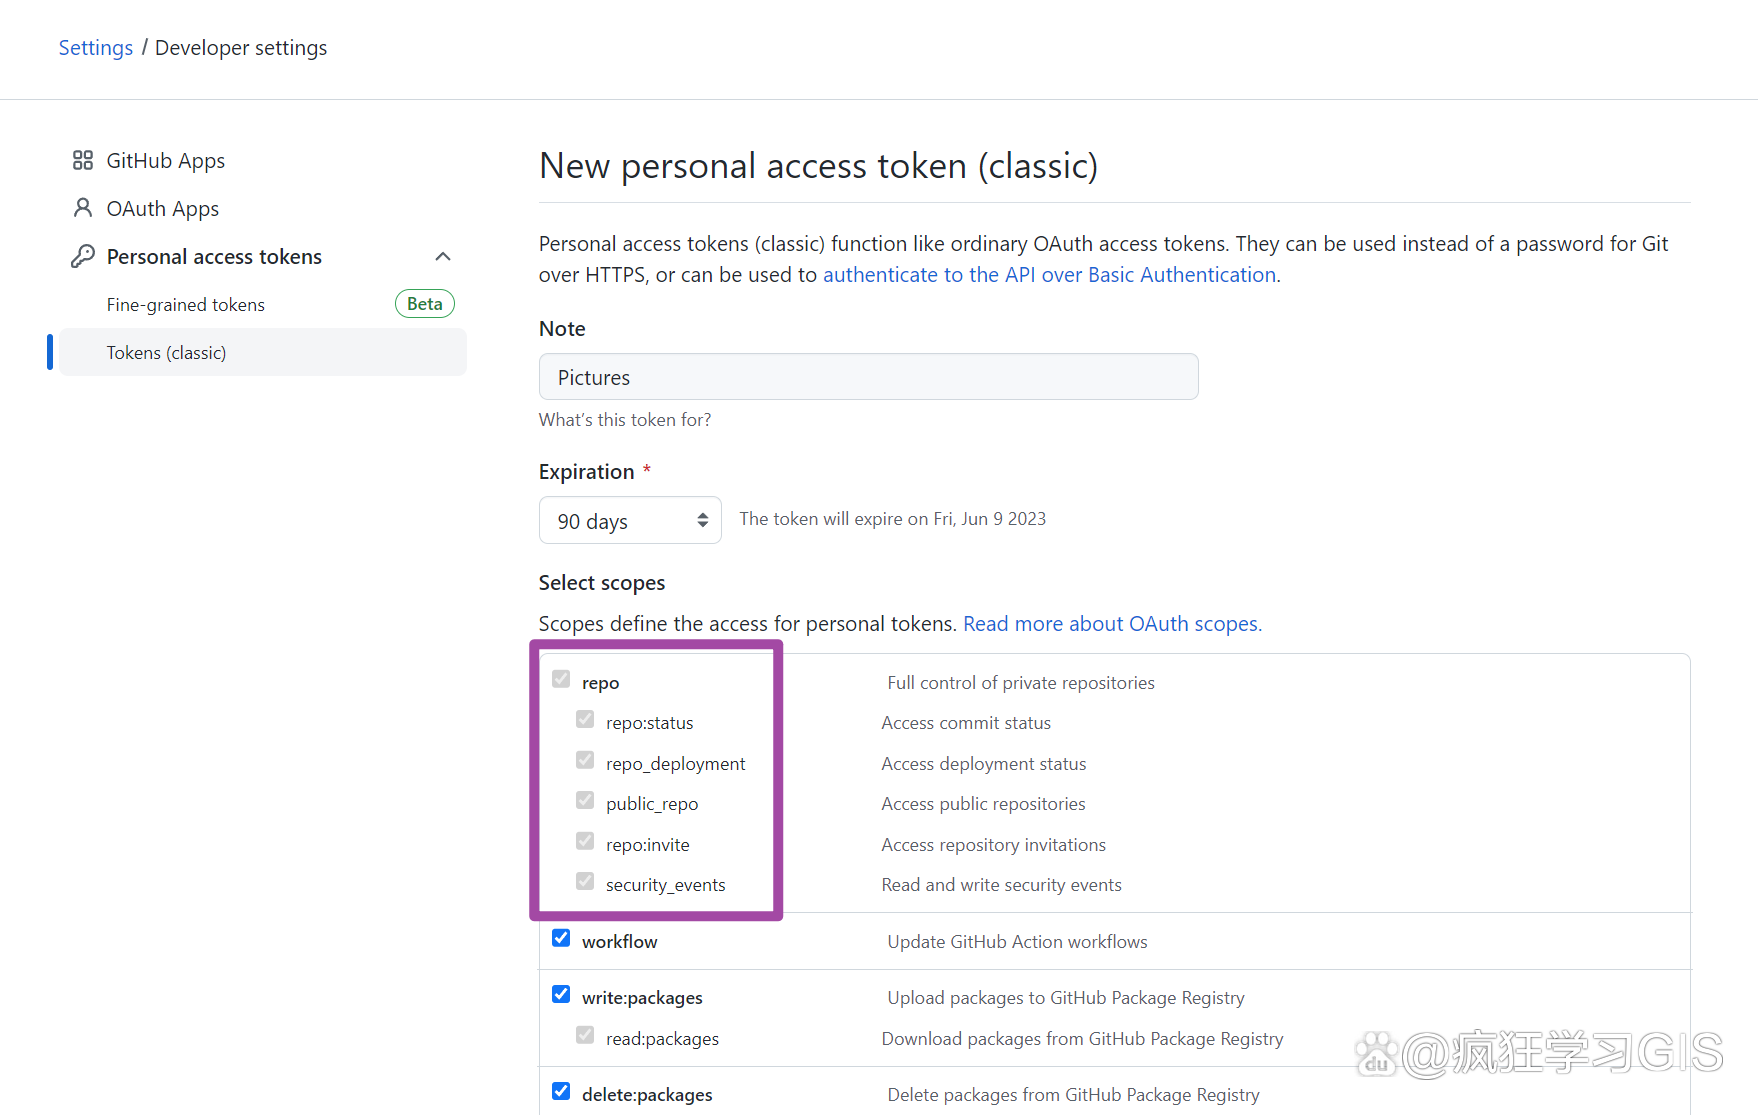 Settings / Developer settings
GitHub Apps
OAuth Apps
Personal access tokens
Fine-grained tokens Beta
Tokens (classic)
New personal access token (classic)
Personal access tokens (classic) function like ordinary OAuth access tokens. They can be used instead of a password for Git
over HTTPS, or can be used to authenticate to the API over Basic Authentication.
Note
Pictures
What's this token for?
Expiration *
90 days The token will expire on Fri, Jun 9 2023
Select scopes
Scopes define the access for personal tokens. Read more about OAuth scopes.
repo Full control of private repositories
repo:status Access commit status
repo_deployment Access deployment status
public_repo Access public repositories
repo:invite Access repository invitations
security_events Read and write security events
workflow Update GitHub Action workflows
write:packages Upload packages to GitHub Package Registry
read:packages Download packages from GitHub Package Registry
delete:packages Delete packages from GitHub Package Registry
du @疯狂学习GIS